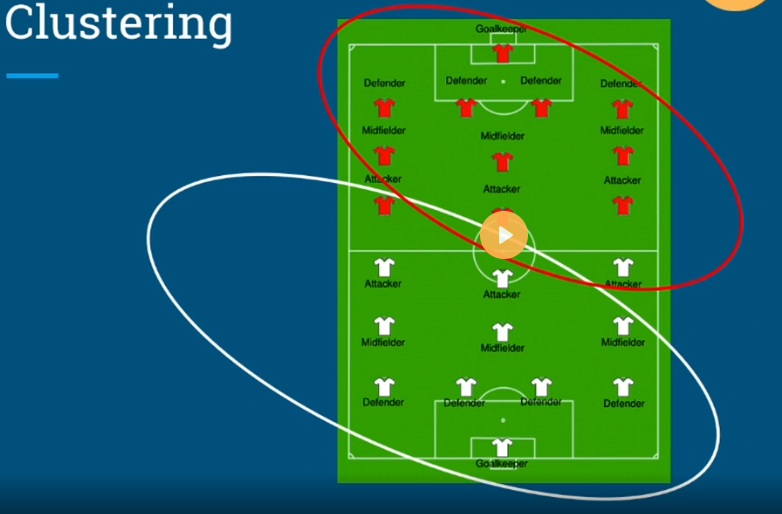 Clustering
Goalkeeper
Defender Defender Defender Defender
Midfielder Midfielder Midfielder
Attacker Attacker Attacker
Attacker Attacker Attacker
Midfielder Midfielder Midfielder
Defender Defender Defender Defender
Goalkeeper